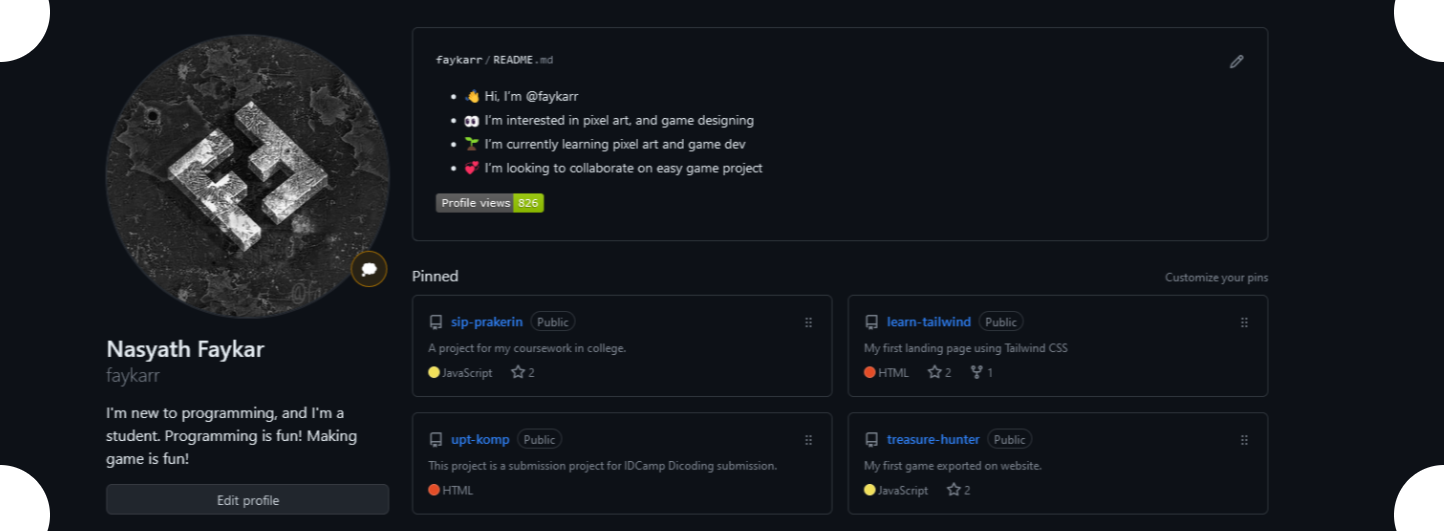 faykarr / README.md
👋 Hi, I'm @faykarr
👀 I'm interested in pixel art, and game designing
🌱 I'm currently learning pixel art and game dev
💞️ I'm looking to collaborate on easy game project
Profile views 826
Nasyath Faykar
faykarr
I'm new to programming, and I'm a
student. Programming is fun! Making
game is fun!
Edit profile
Pinned
Customize your pins
sip-prakerin Public
A project for my coursework in college.
JavaScript 2
learn-tailwind Public
My first landing page using Tailwind CSS
HTML 2 1
upt-komp Public
This project is a submission project for IDCamp Dicoding submission.
HTML
treasure-hunter Public
My first game exported on website.
JavaScript 2